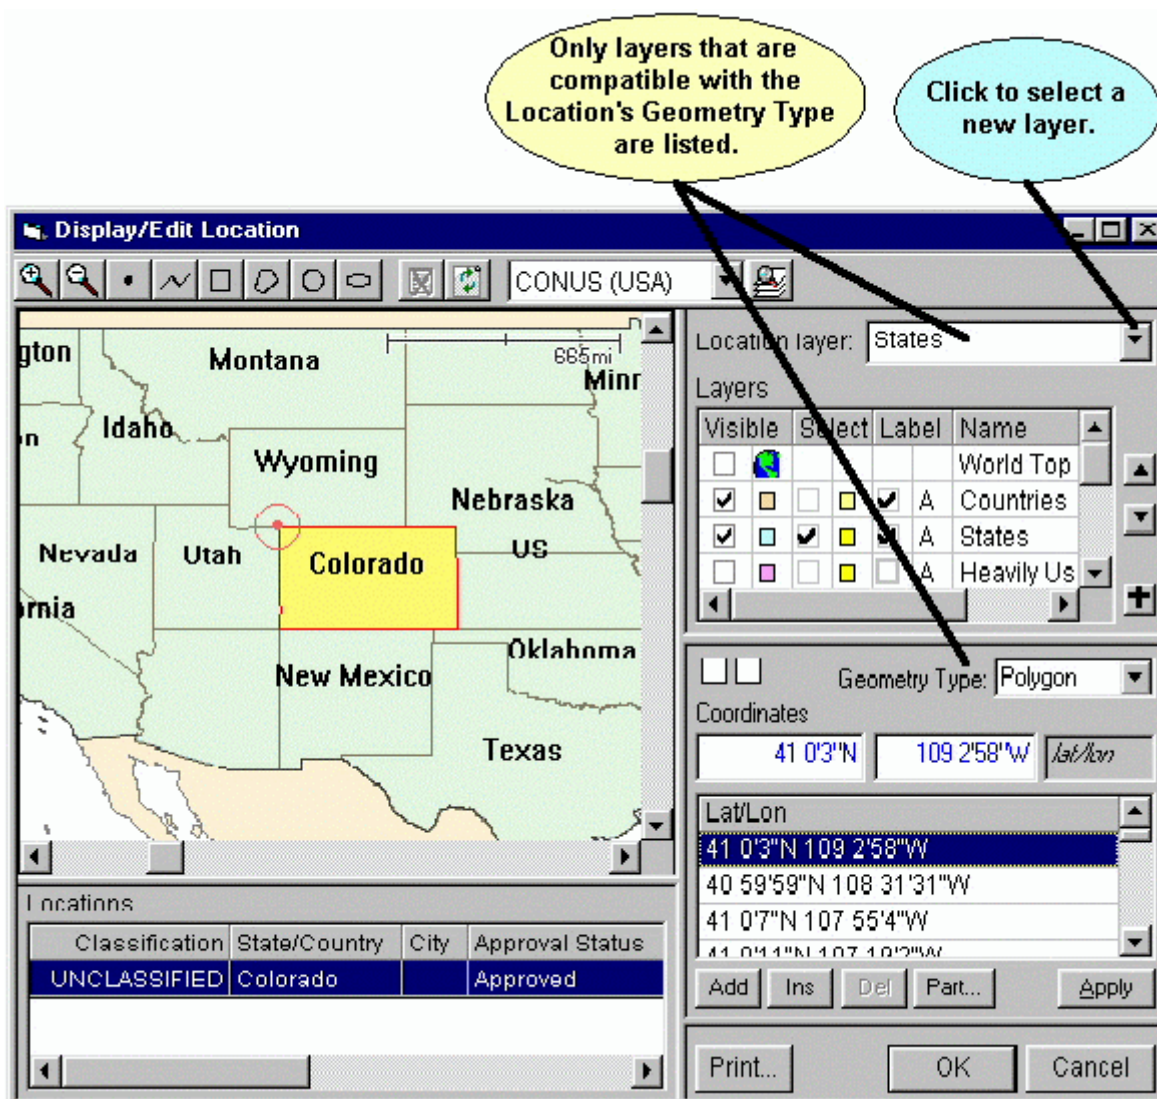 Only layers that are
compatible with the
Location's Geometry Type
are listed.
Click to select a
new layer.
Display/Edit Location
CONUS (USA)
gton
Montana
665mi
Minr
on
Idaho
Wyoming
Nebraska
Nevada
Utah
Colorado
US
ornia
New Mexico
Oklahoma
Texas
Location layer: States
Layers
Visible Select Label Name
World Top
A Countries
A States
A Heavily Us
Geometry Type: Polygon
Coordinates
41 0'3"N 109 2'58"W lat/lon
Lat/Lon
41 0'3"N 109 2'58"W
40 59'59"N 108 31'31"W
41 0'7"N 107 55'4"W
Add Ins Del Part... Apply
Locations
Classification State/Country City Approval Status
UNCLASSIFIED Colorado Approved
Print... OK Cancel